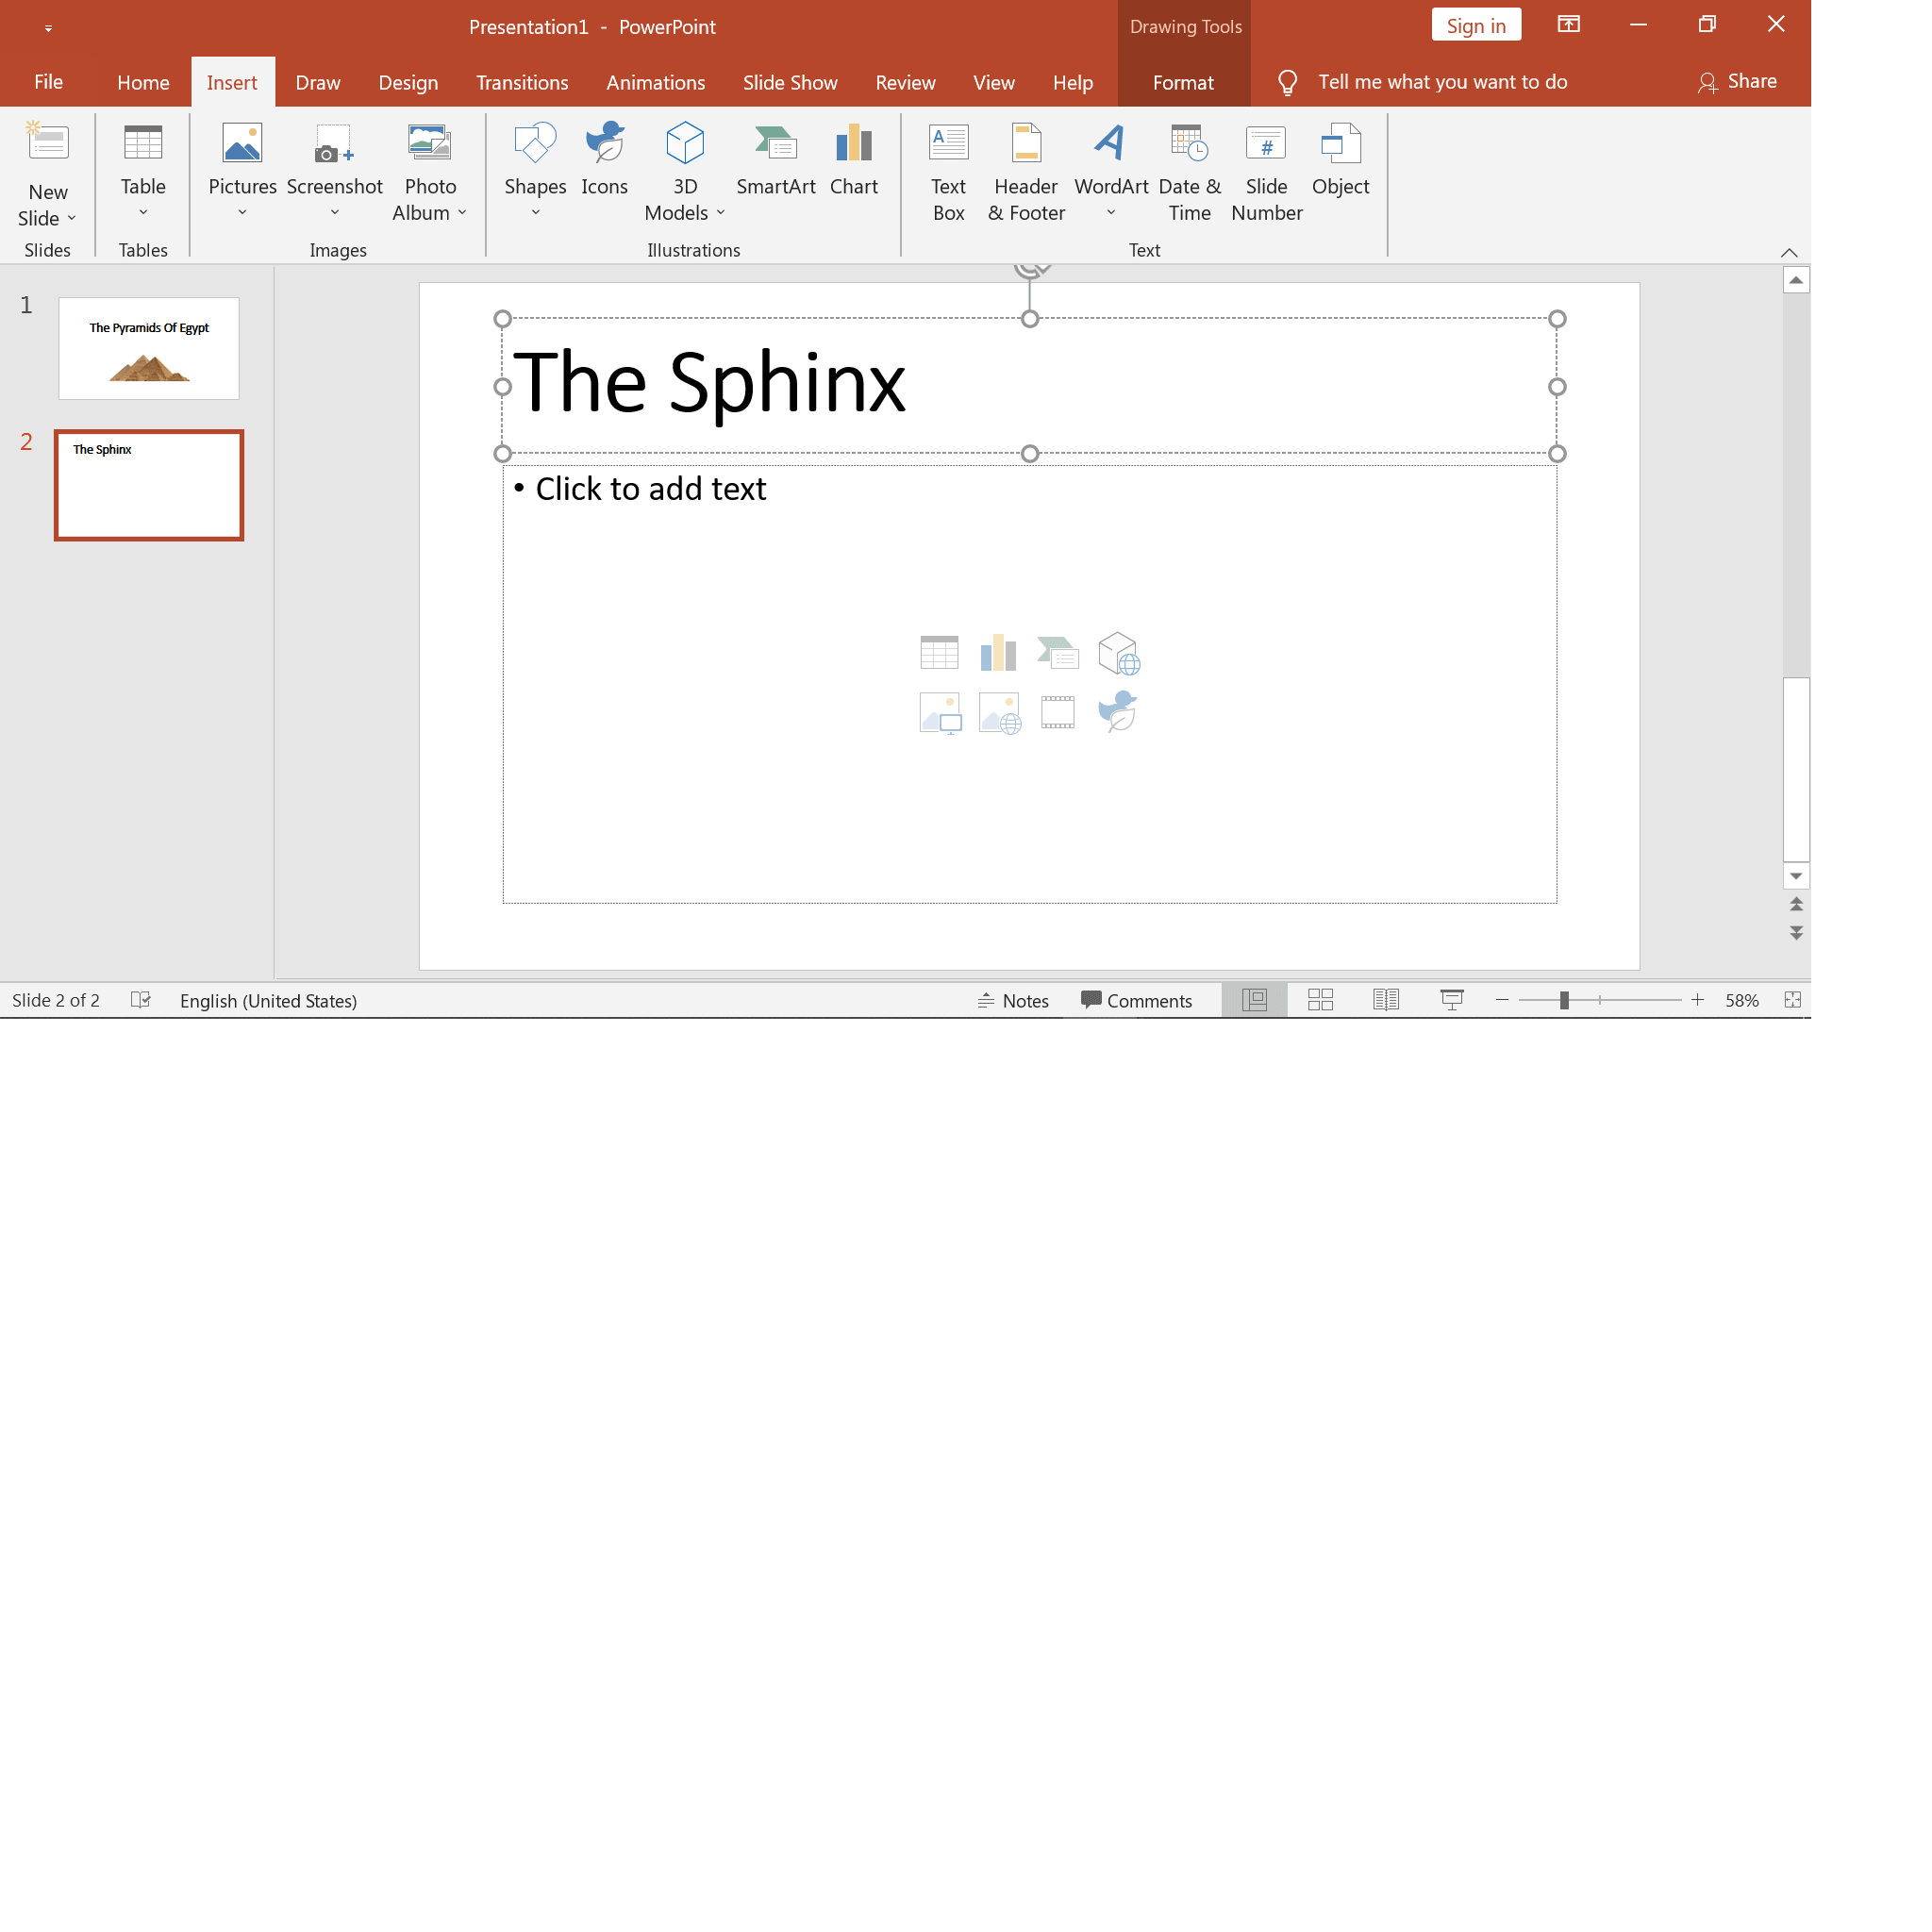 Presentation1 - PowerPoint
Drawing Tools
Sign in
File
Home
Insert
Draw
Design
Transitions
Animations
Slide Show
Review
View
Help
Format
Tell me what you want to do
Share
New
Slide
Slides
Table
Tables
Pictures
Screenshot
Photo
Album
Images
Shapes
Icons
3D
Models
SmartArt
Chart
Illustrations
Text
Box
Header
& Footer
WordArt
Date &
Time
Slide
Number
Object
Text
1
The Pyramids Of Egypt
2
The Sphinx
The Sphinx
• Click to add text
Slide 2 of 2
English (United States)
Notes
Comments
58%